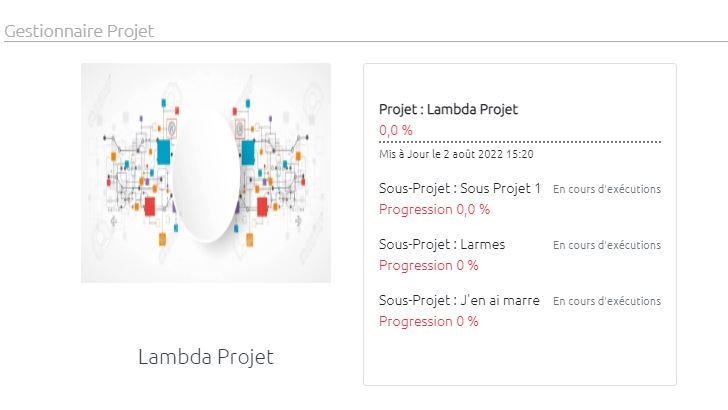 Gestionnaire Projet
Projet : Lambda Projet
0,0 %
Mis à Jour le 2 août 2022 15:20
Sous-Projet : Sous Projet 1 En cours d'exécutions
Progression 0,0 %
Sous-Projet : Larmes En cours d'exécutions
Progression 0 %
Sous-Projet : J'en ai marre En cours d'exécutions
Progression 0 %
Lambda Projet